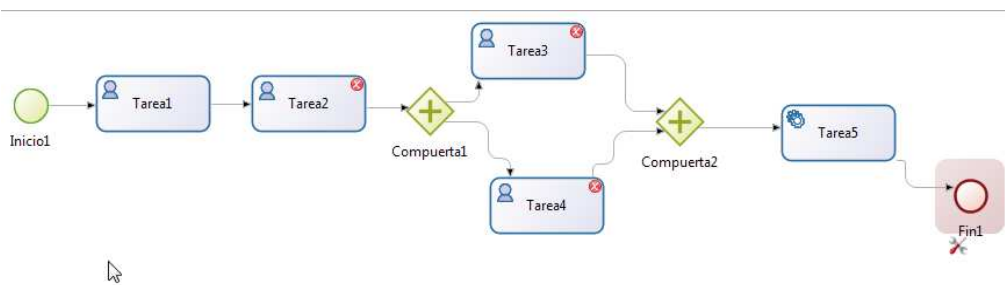 Inicio1
Tarea1
Tarea2
Compuerta1
Tarea3
Tarea4
Compuerta2
Tarea5
Fin1